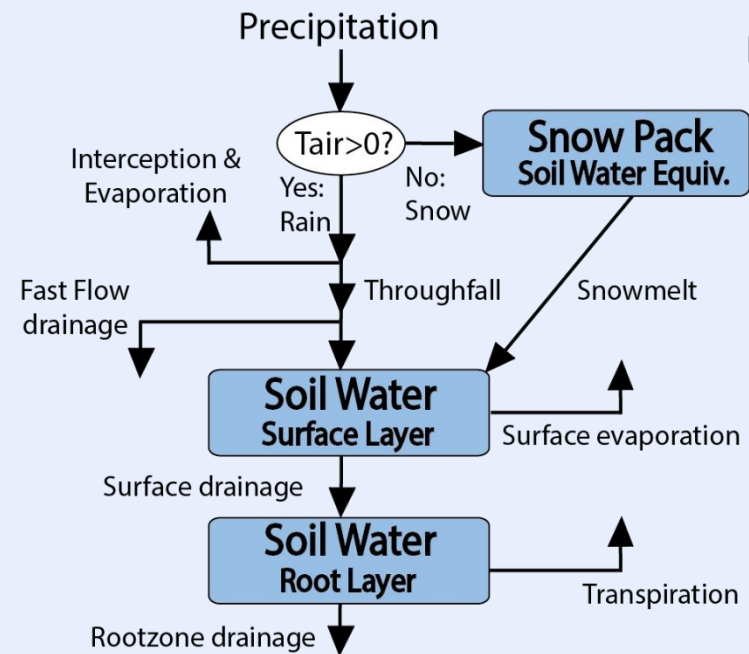 Precipitation
Tair>0?
Snow Pack
Soil Water Equiv.
Interception &
Evaporation
Yes:
Rain
No:
Snow
Fast Flow
drainage
Throughfall
Snowmelt
Soil Water
Surface Layer
Surface evaporation
Surface drainage
Soil Water
Root Layer
Transpiration
Rootzone drainage